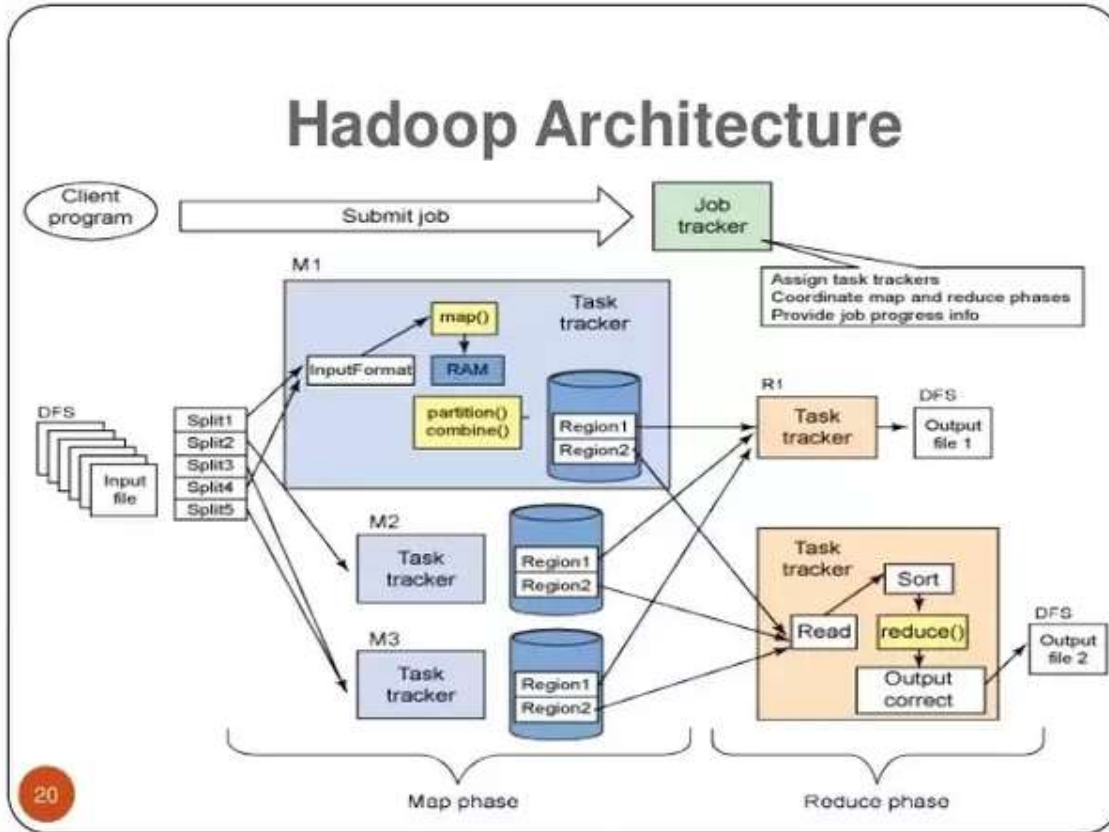 Hadoop Architecture
Client
program
Submit job
Job
tracker
Assign task trackers
Coordinate map and reduce phases
Provide job progress info
M1
Task
tracker
map()
InputFormat
RAM
partition()
combine()
Region1
Region2
DFS
Input
file
Split1
Split2
Split3
Split4
Split5
M2
Task
tracker
Region1
Region2
M3
Task
tracker
Region1
Region2
R1
Task
tracker
DFS
Output
file 1
Task
tracker
Sort
Read
reduce()
Output
correct
DFS
Output
file 2
Map phase
Reduce phase
20